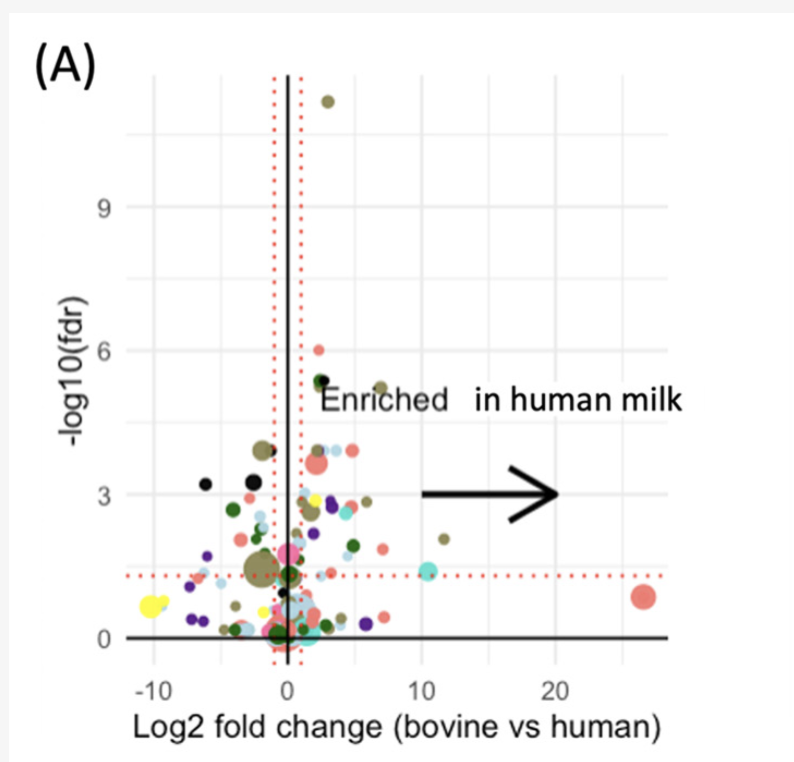 (A)
9
6
3
0
-log10(fdr)
Enriched in human milk
-10 0 10 20
Log2 fold change (bovine vs human)